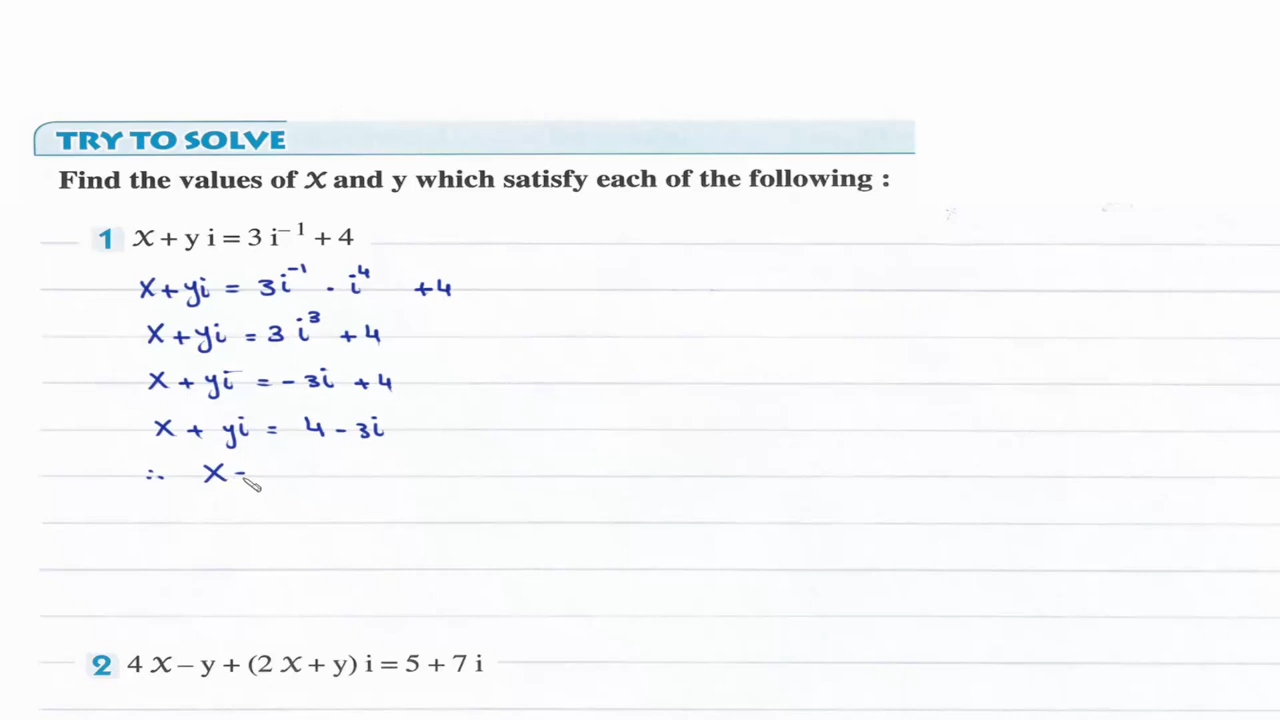 TRY TO SOLVE
Find the values of x and y which satisfy each of the following :
1 x + y i = 3 i⁻¹ + 4
x + yi = 3i⁻¹ · i⁴ + 4
x + yi = 3 i³ + 4
x + yi = - 3i + 4
x + yi = 4 - 3i
∴ x -
2 4 x – y + (2 x + y) i = 5 + 7 i